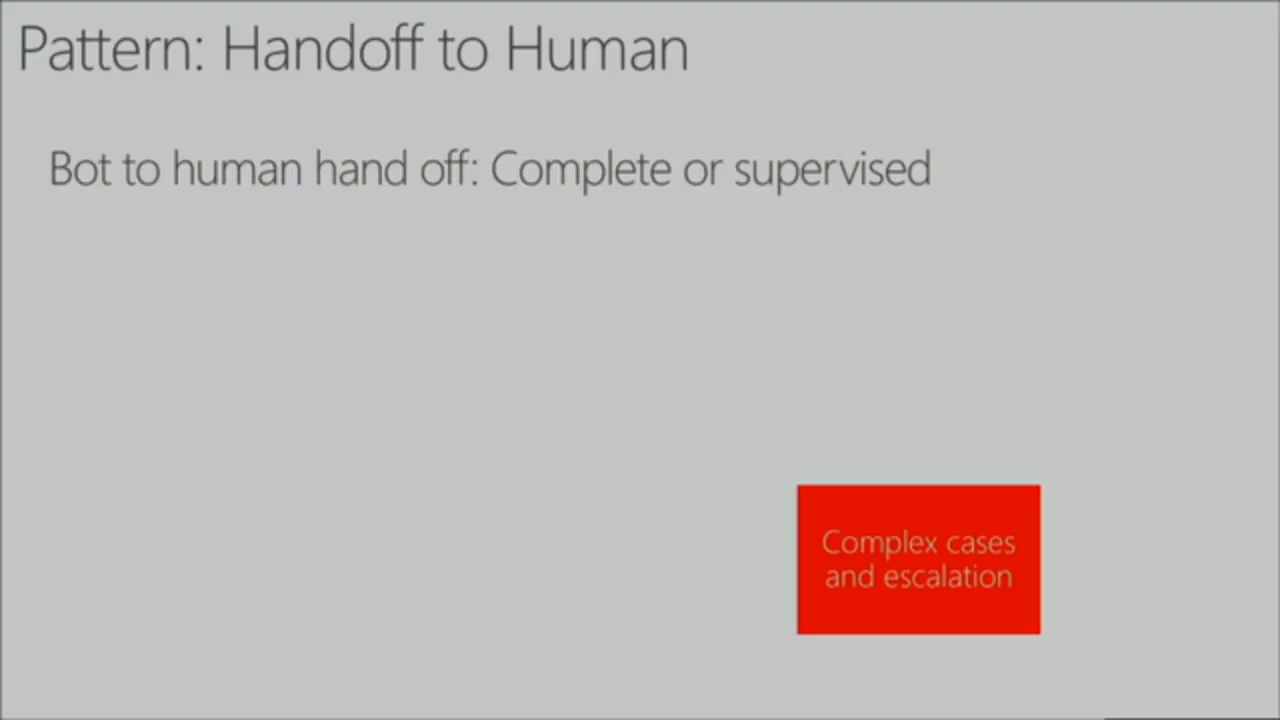 Pattern: Handoff to Human
Bot to human hand off: Complete or supervised
Complex cases
and escalation